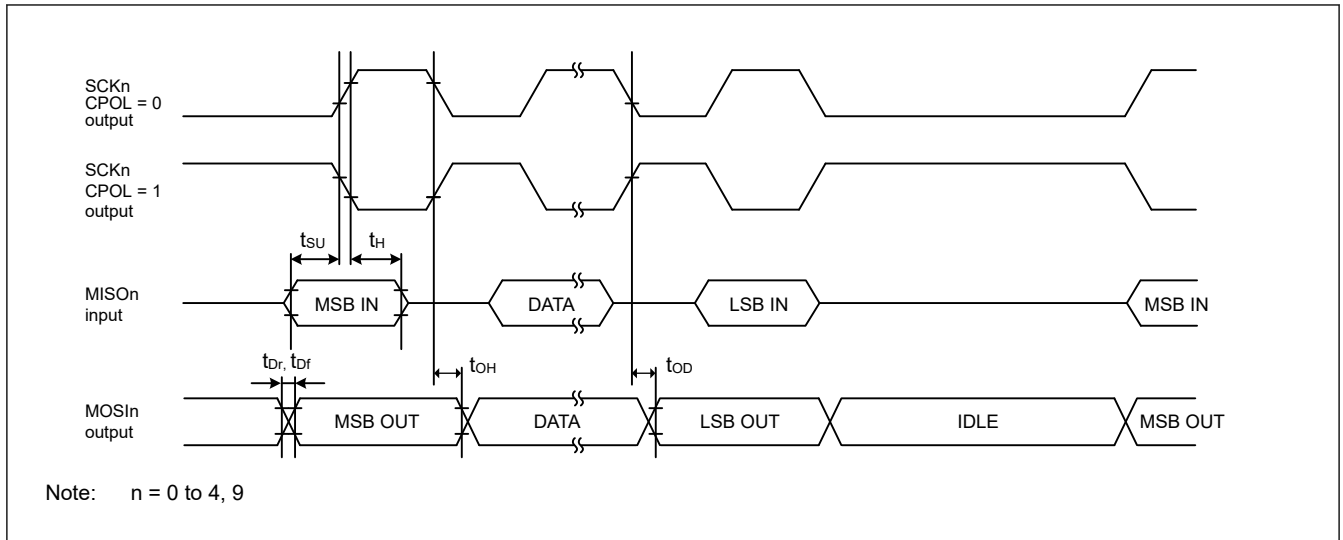 SCKn
CPOL = 0
output
SCKn
CPOL = 1
output
tSU
tH
MISOn
input
MSB IN
DATA
LSB IN
MSB IN
tDr, tDf
tOH
tOD
MOSIn
output
MSB OUT
DATA
LSB OUT
IDLE
MSB OUT
Note: n = 0 to 4, 9